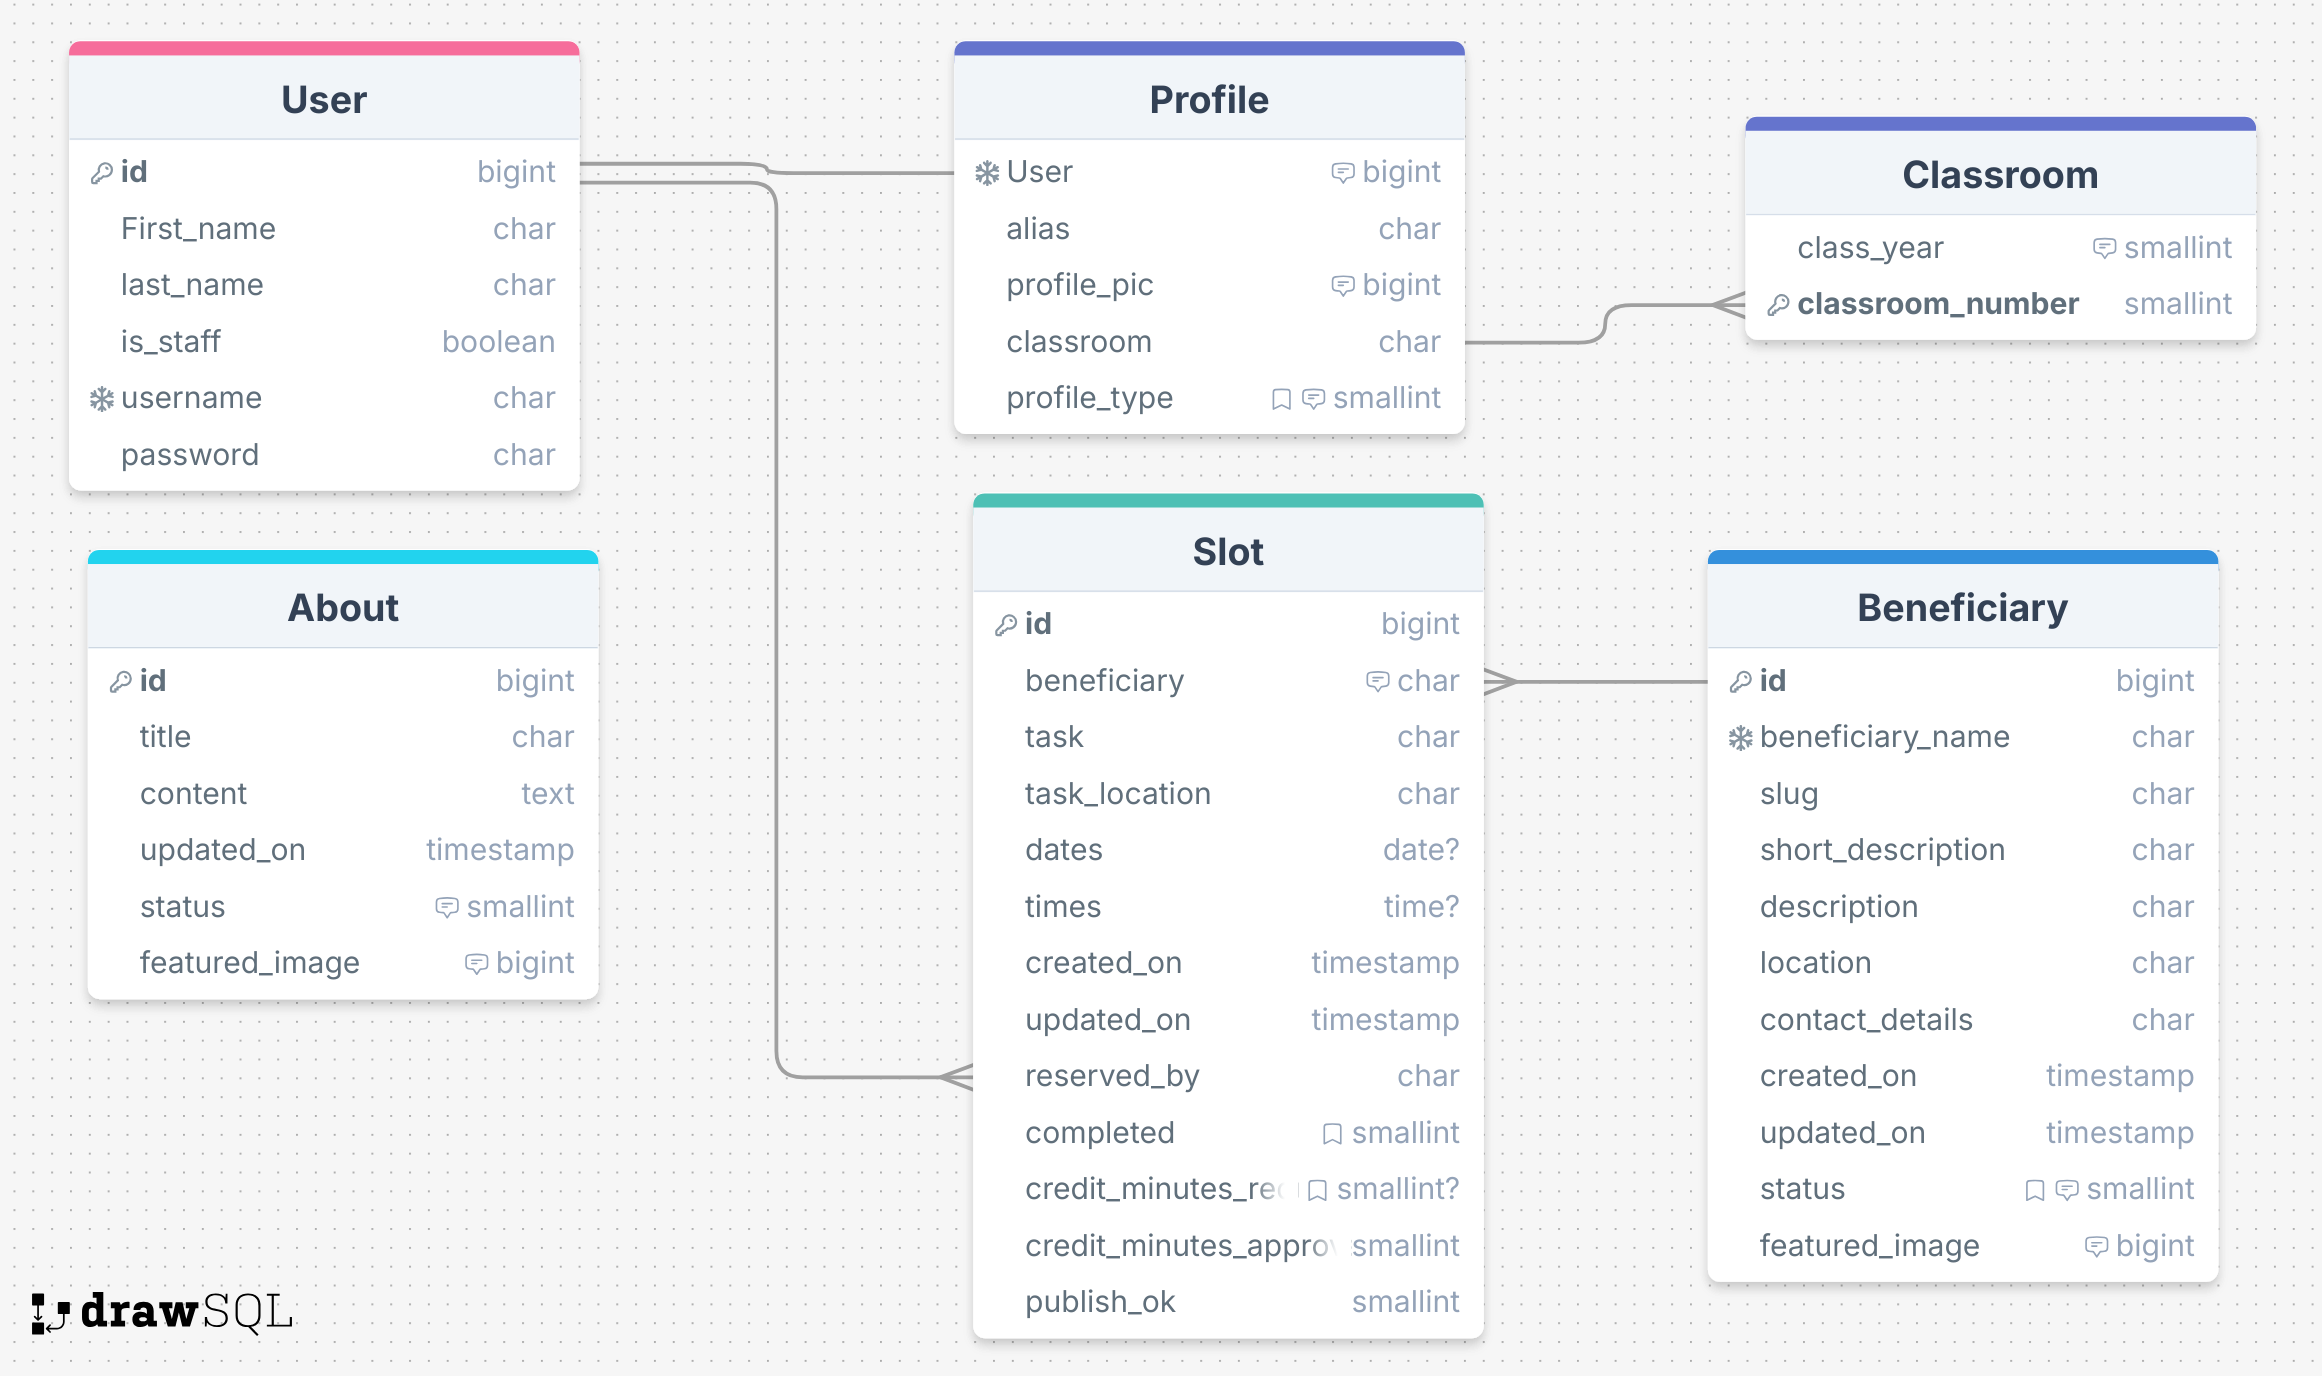 User
id bigint
First_name char
last_name char
is_staff boolean
username char
password char
Profile
User bigint
alias char
profile_pic bigint
classroom char
profile_type smallint
Classroom
class_year smallint
classroom_number smallint
About
id bigint
title char
content text
updated_on timestamp
status smallint
featured_image bigint
Slot
id bigint
beneficiary char
task char
task_location char
dates date?
times time?
created_on timestamp
updated_on timestamp
reserved_by char
completed smallint
smallint?
smallint
publish_ok smallint
Beneficiary
id bigint
beneficiary_name char
slug char
short_description char
description char
location char
contact_details char
created_on timestamp
updated_on timestamp
status smallint
featured_image bigint
drawSQL